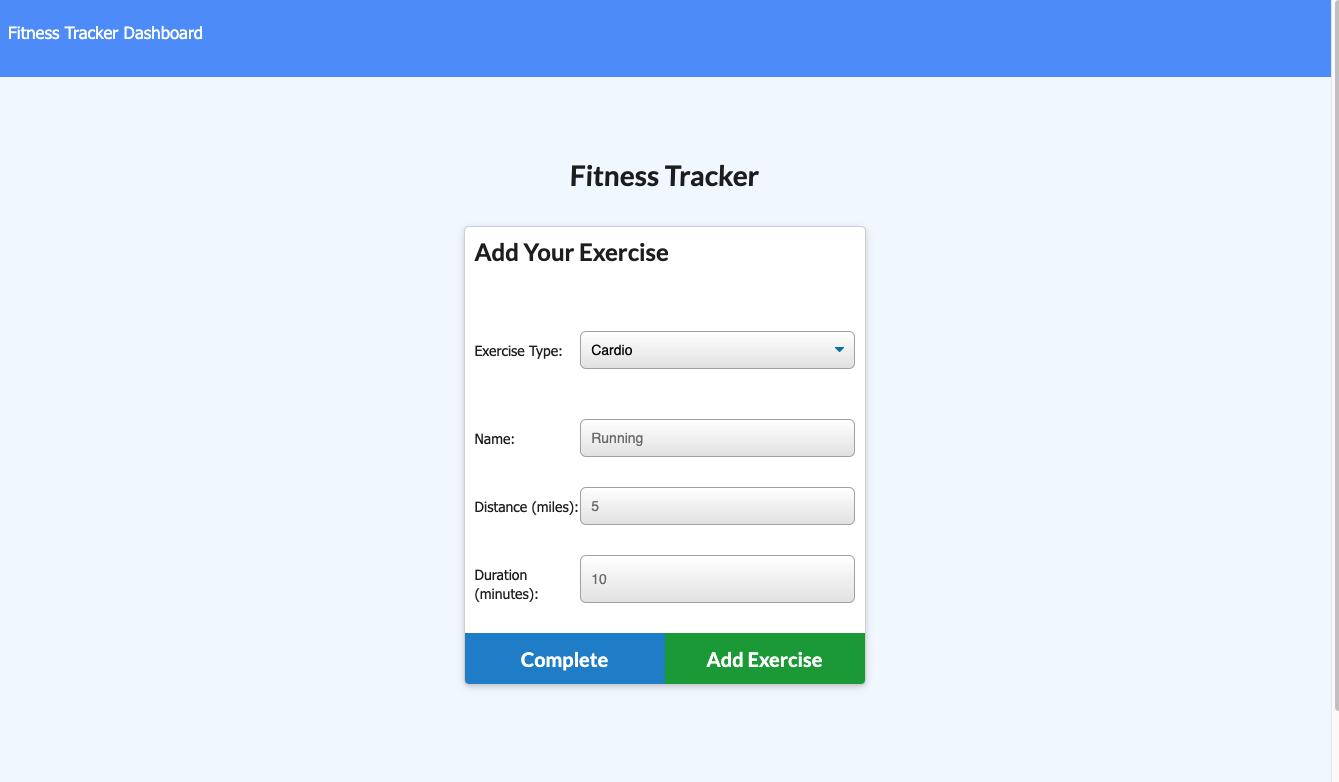 Fitness Tracker Dashboard
Fitness Tracker
Add Your Exercise
Exercise Type: Cardio
Name: Running
Distance (miles): 5
Duration
(minutes): 10
Complete Add Exercise